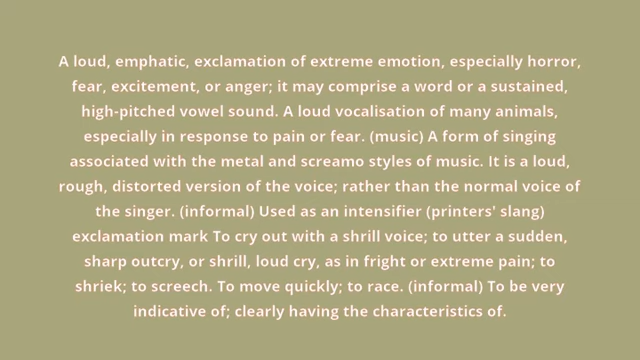 A loud, emphatic, exclamation of extreme emotion, especially horror,
fear, excitement, or anger; it may comprise a word or a sustained,
high-pitched vowel sound. A loud vocalisation of many animals,
especially in response to pain or fear. (music) A form of singing
associated with the metal and screamo styles of music. It is a loud,
rough, distorted version of the voice; rather than the normal voice of
the singer. (informal) Used as an intensifier (printers' slang)
exclamation mark To cry out with a shrill voice; to utter a sudden,
sharp outcry, or shrill, loud cry, as in fright or extreme pain; to
shriek; to screech. To move quickly; to race. (informal) To be very
indicative of; clearly having the characteristics of.